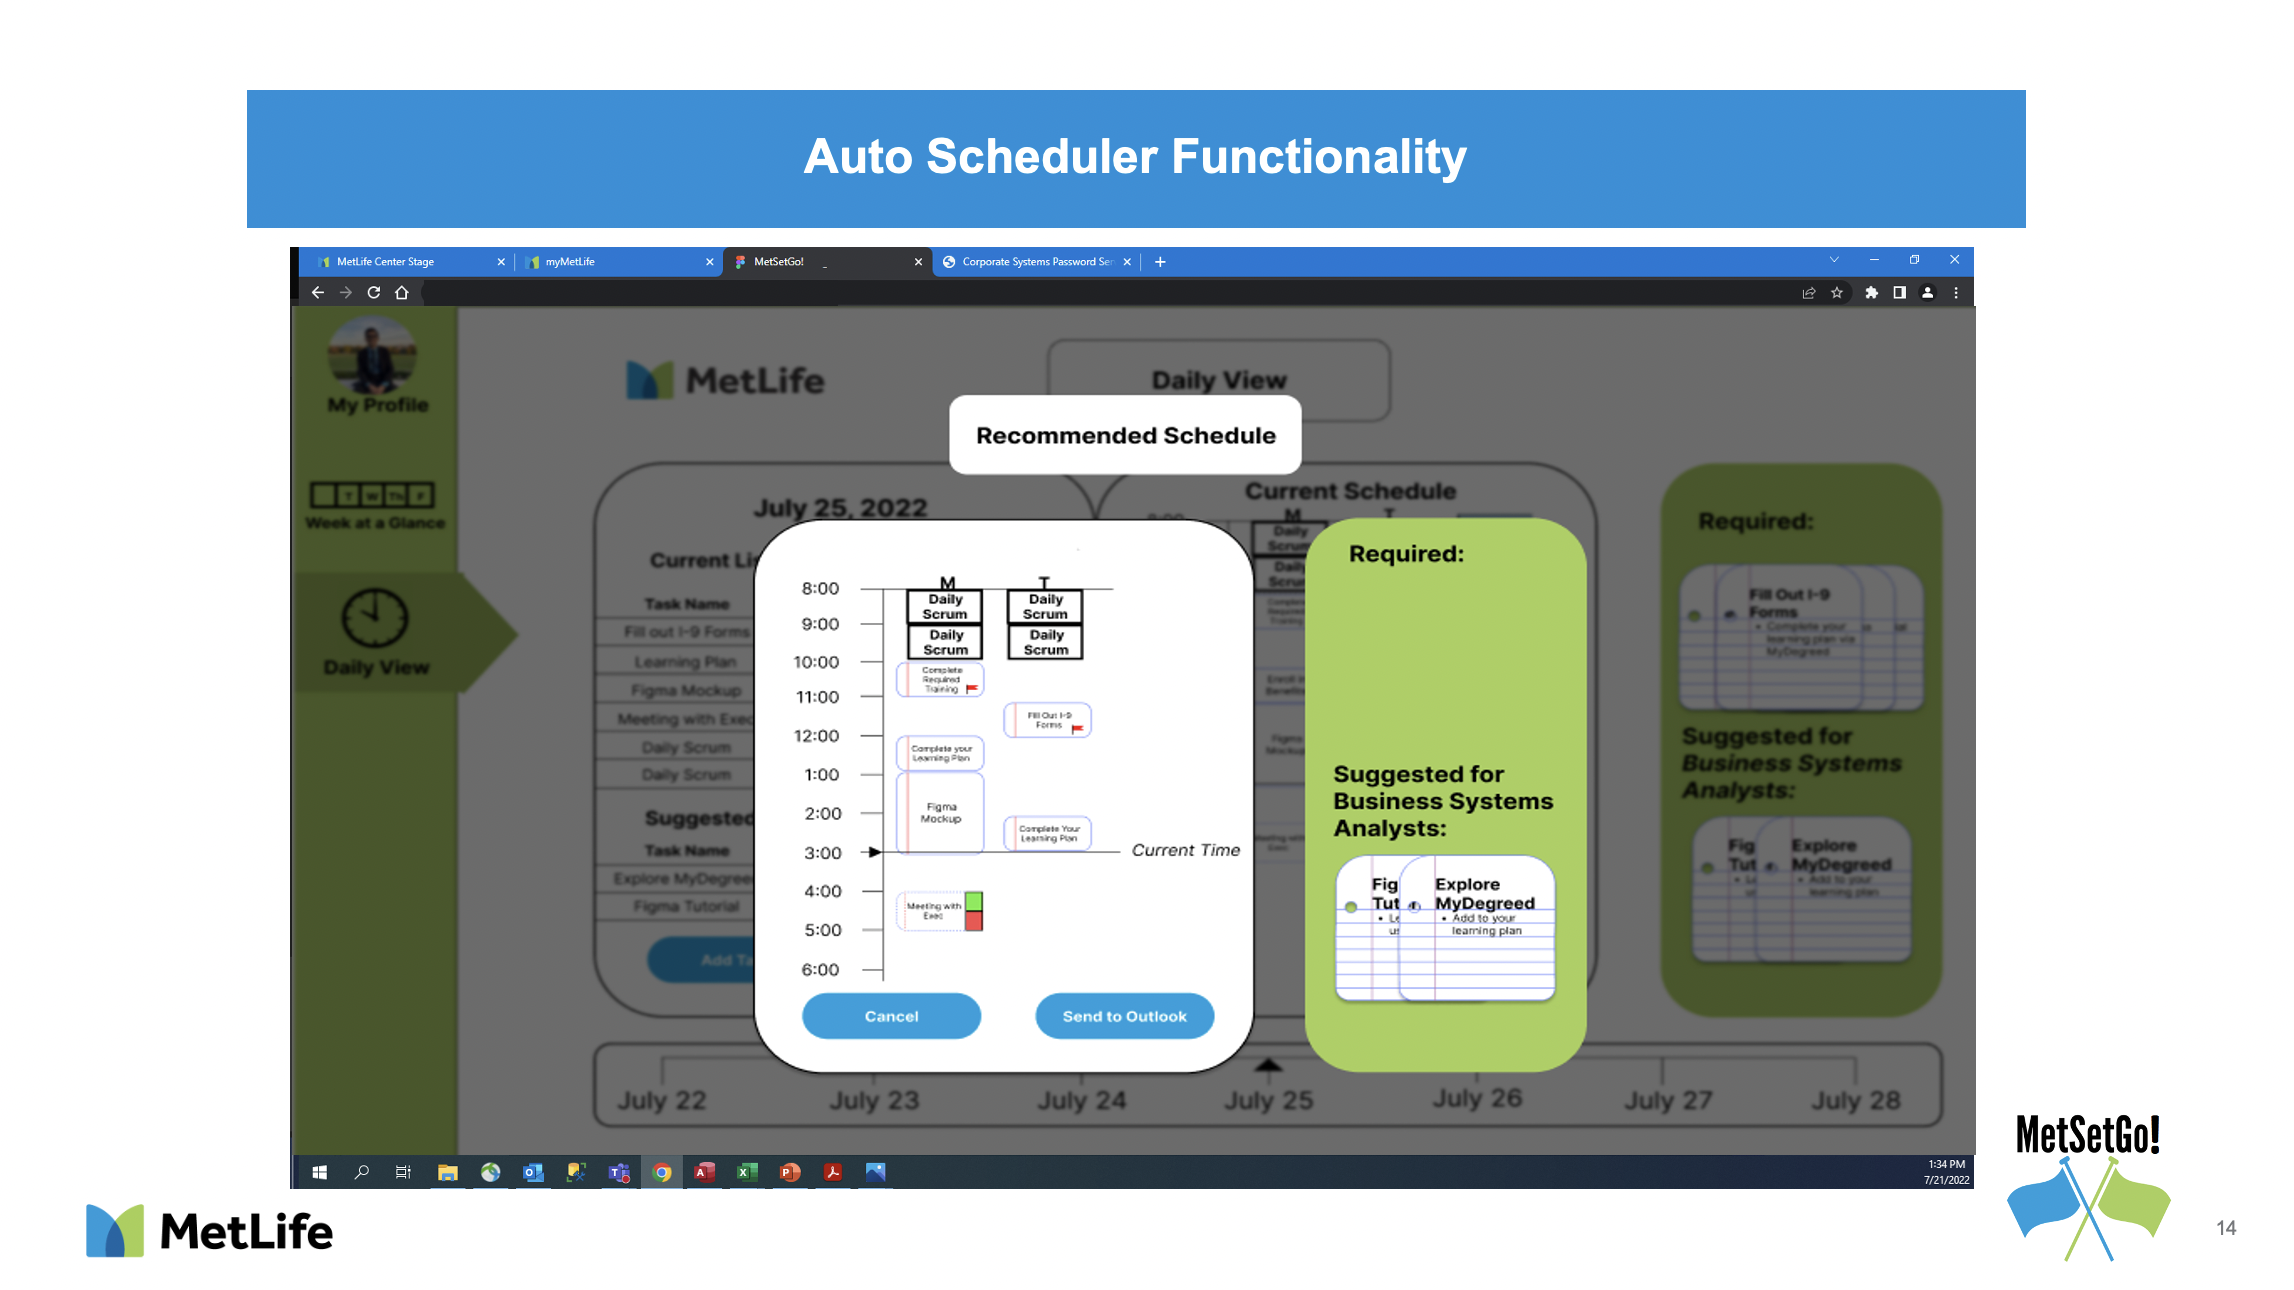 Auto Scheduler Functionality
MetLife Center Stage
myMetLife
MetSetGo!
Corporate Systems Password Ser
MetLife
Daily View
My Profile
Recommended Schedule
T W Th F
Week at a Glance
Daily View
July 25, 2022
Current Schedule
M
T
Daily
Scrum
Current Li
Task Name
Fill out I-9 Forms
Learning Plan
Figma Mockup
Meeting with Exec
Daily Scrum
Daily Scrum
Suggested
Task Name
Explore MyDegree
Figma Tutorial
Add Ta
M
T
8:00
9:00
10:00
11:00
12:00
1:00
2:00
3:00
4:00
5:00
6:00
Daily
Scrum
Daily
Scrum
Complete
Required
Training
Complete your
Learning Plan
Figma
Mockup
Meeting with
Exec
Daily
Scrum
Daily
Scrum
Fill Out I-9
Forms
Complete Your
Learning Plan
Current Time
Cancel
Send to Outlook
Required:
Suggested for
Business Systems
Analysts:
Fig
Tut
• Le
us
Explore
MyDegreed
• Add to your
learning plan
Required:
Fill Out I-9
Forms
• Complete your
learning plan via
MyDegreed
Suggested for
Business Systems
Analysts:
Fig
Tut
Explore
MyDegreed
• Add to your
learning plan
July 22
July 23
July 24
July 25
July 26
July 27
July 28
1:34 PM
7/21/2022
MetLife
MetSetGo!
14